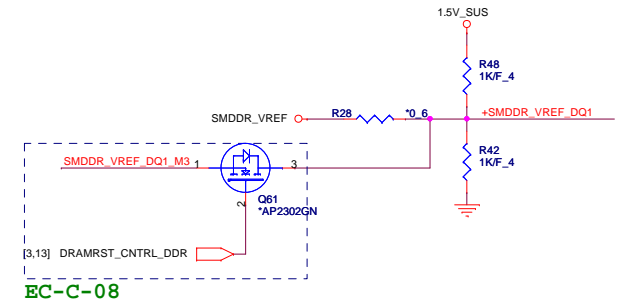 1.5V_SUS
R48
1K/F_4
SMDDR_VREF
R28
*0_6
+SMDDR_VREF_DQ1
R42
1K/F_4
SMDDR_VREF_DQ1_M3
1
3
2
Q61
*AP2302GN
[3,13] DRAMRST_CNTRL_DDR
EC-C-08